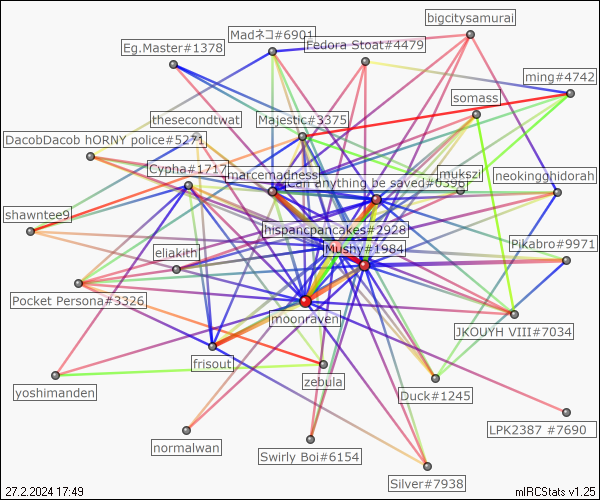 bigcitysamurai
Madネコ#6901
Fedora Stoat#4479
Eg.Master#1378
ming#4742
somass
thesecondtwat
Majestic#3375
DacobDacob hORNY police#5271
Cypha#1717
marcemadness
mukszi
neokingghidorah
can anything be saved#0396
shawntee9
hispancpancakes#2928
Mushy#1984
eliakith
Pikabro#9971
Pocket Persona#3326
moonraven
JKOUYH VIII#7034
frisout
zebula
yoshimanden
Duck#1245
LPK2387 #7690
normalwan
Swirly Boi#6154
Silver#7938
27.2.2024 17:49
mIRCStats v1.25